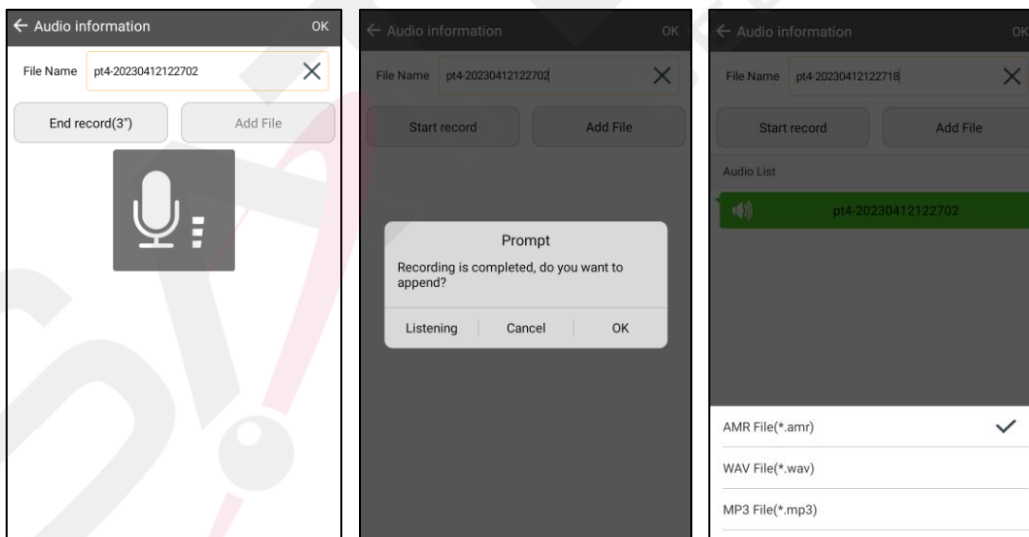 Audio information OK
File Name pt4-20230412122702
End record(3") Add File
Audio information OK
File Name pt4-20230412122702
Start record Add File
Prompt
Recording is completed, do you want to
append?
Listening Cancel OK
Audio information OK
File Name pt4-20230412122718
Start record Add File
Audio List
pt4-20230412122702
AMR File(*.amr)
WAV File(*.wav)
MP3 File(*.mp3)